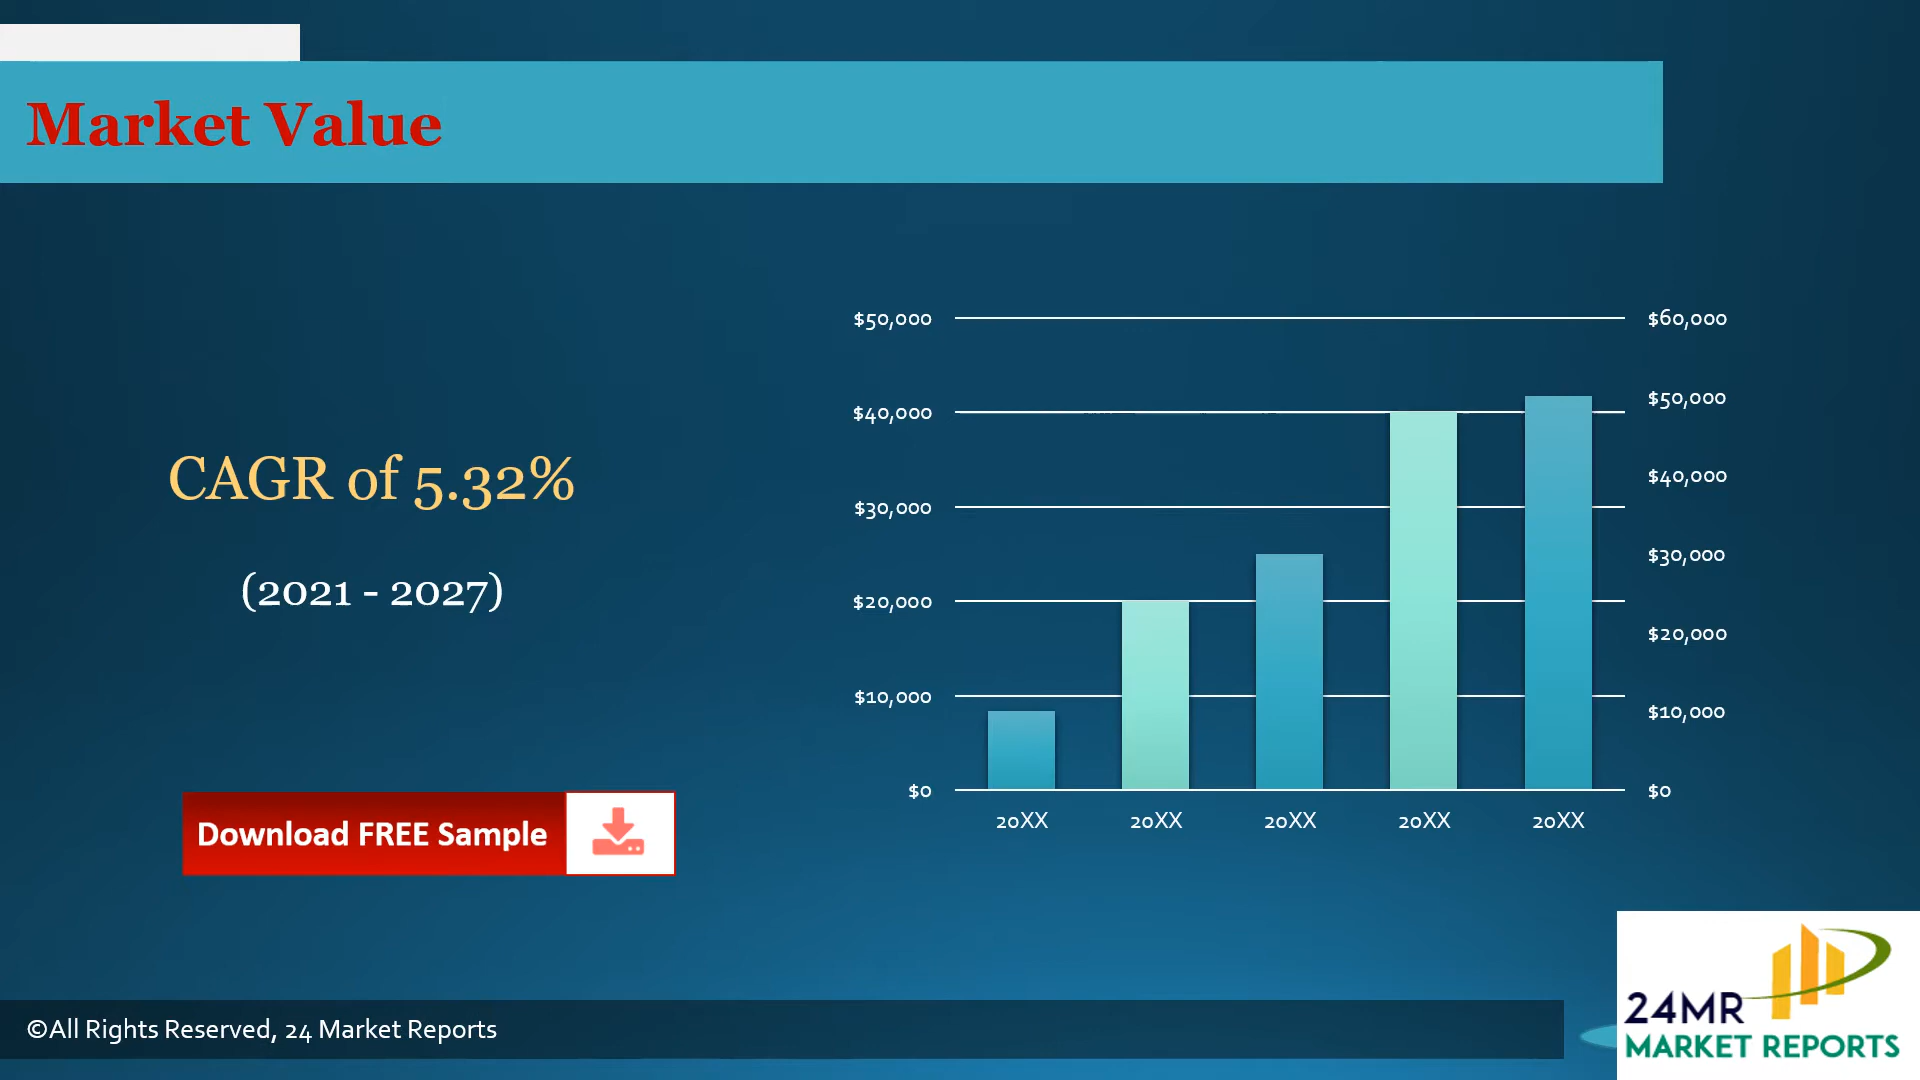 Market Value
CAGR of 5.32%
(2021 - 2027)
Download FREE Sample
$50,000
$40,000
$30,000
$20,000
$10,000
$0
$60,000
$50,000
$40,000
$30,000
$20,000
$10,000
$0
20XX 20XX 20XX 20XX 20XX
©All Rights Reserved, 24 Market Reports
24MR
MARKET REPORTS